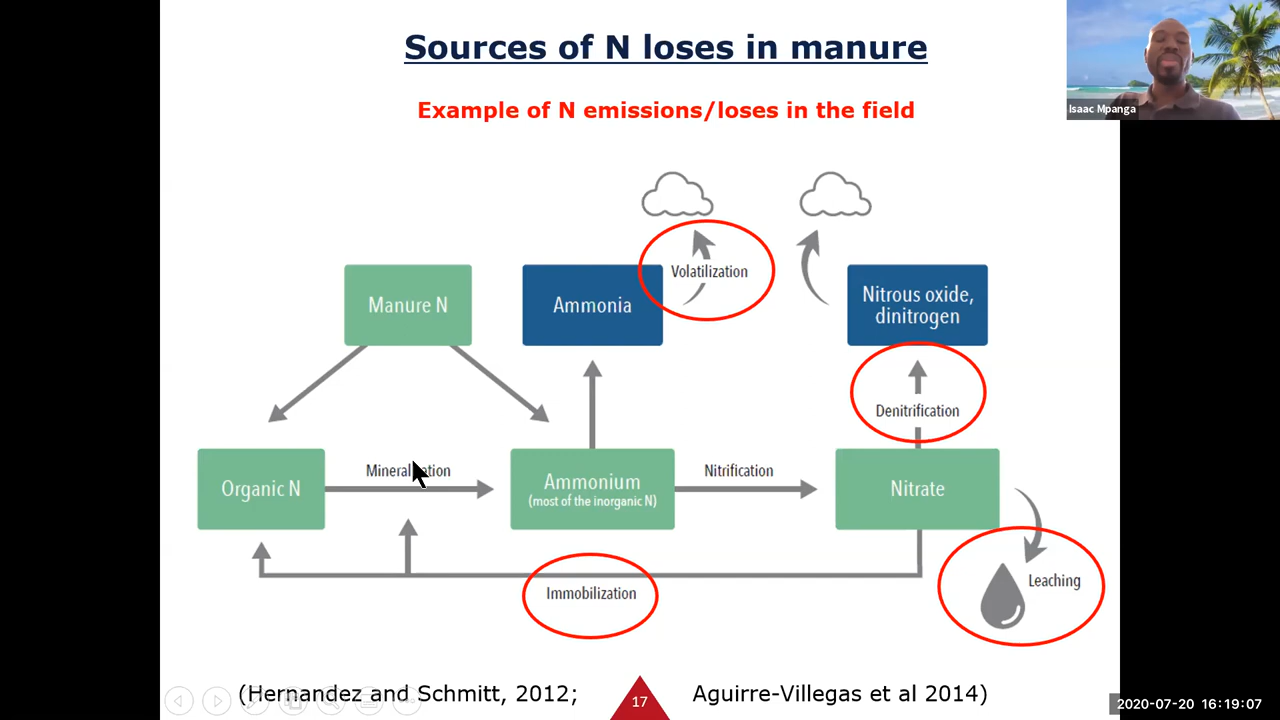 Sources of N loses in manure
Example of N emissions/loses in the field
Isaac Mpanga
Volatilization
Manure N
Ammonia
Nitrous oxide,
dinitrogen
Denitrification
Organic N
Mineralization
Ammonium
(most of the inorganic N)
Nitrification
Nitrate
Immobilization
Leaching
(Hernandez and Schmitt, 2012;
17
Aguirre-Villegas et al 2014)
2020-07-20 16:19:07